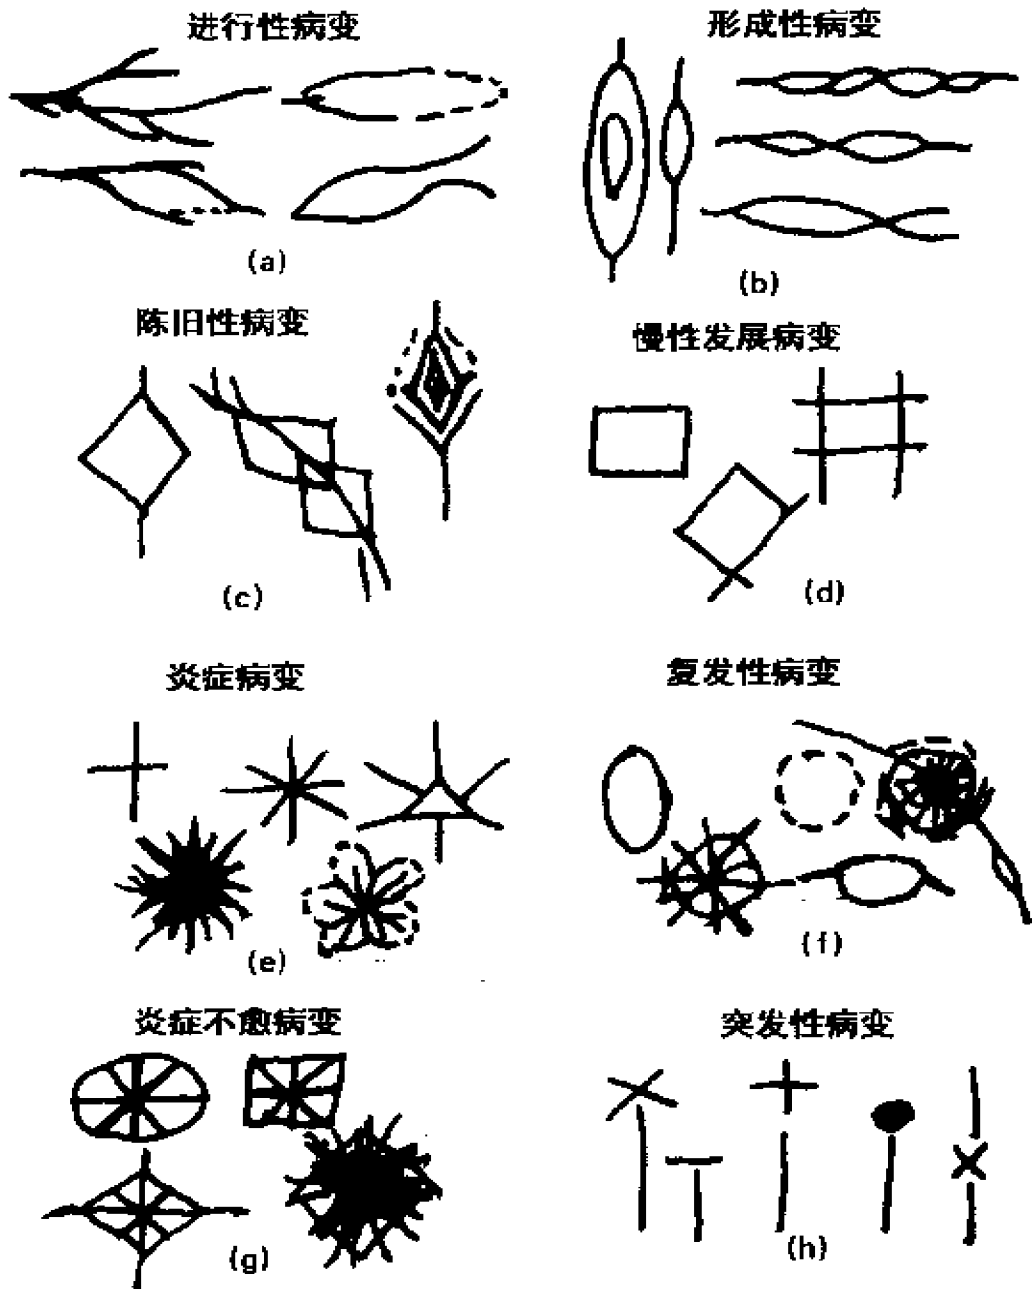 进行性病变
形成性病变
(a)
(b)
陈旧性病变
慢性发展病变
(c)
(d)
炎症病变
复发性病变
(e)
(f)
炎症不愈病变
突发性病变
(g)
(h)